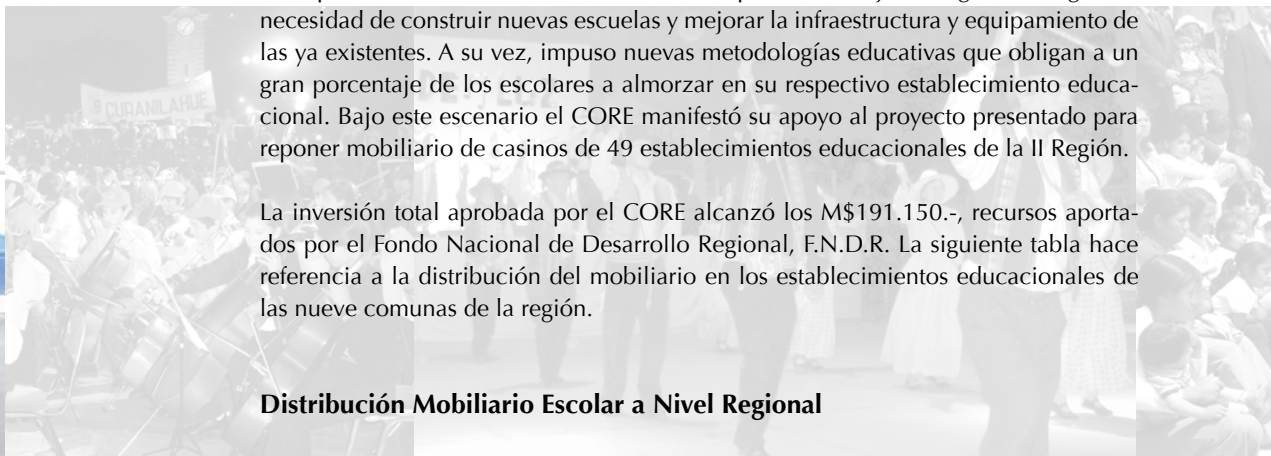 necesidad de construir nuevas escuelas y mejorar la infraestructura y equipamiento de
las ya existentes. A su vez, impuso nuevas metodologías educativas que obligan a un
gran porcentaje de los escolares a almorzar en su respectivo establecimiento educa-
cional. Bajo este escenario el CORE manifestó su apoyo al proyecto presentado para
reponer mobiliario de casinos de 49 establecimientos educacionales de la II Región.
La inversión total aprobada por el CORE alcanzó los M$191.150.-, recursos aporta-
dos por el Fondo Nacional de Desarrollo Regional, F.N.D.R. La siguiente tabla hace
referencia a la distribución del mobiliario en los establecimientos educacionales de
las nueve comunas de la región.
Distribución Mobiliario Escolar a Nivel Regional
CURANILAHUE